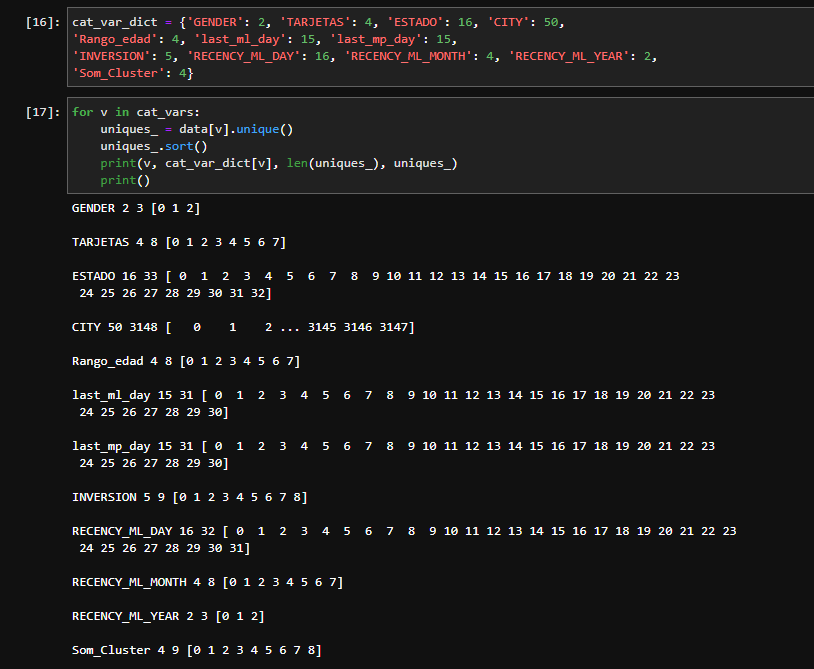 [16]: cat_var_dict = {'GENDER': 2, 'TARJETAS': 4, 'ESTADO': 16, 'CITY': 50,
'Rango_edad': 4, 'last_ml_day': 15, 'last_mp_day': 15,
'INVERSION': 5, 'RECENCY_ML_DAY': 16, 'RECENCY_ML_MONTH': 4, 'RECENCY_ML_YEAR': 2,
'Som_Cluster': 4}
[17]: for v in cat_vars:
    uniques_ = data[v].unique()
    uniques_.sort()
    print(v, cat_var_dict[v], len(uniques_), uniques_)
    print()
GENDER 2 3 [0 1 2]
TARJETAS 4 8 [0 1 2 3 4 5 6 7]
ESTADO 16 33 [ 0  1  2  3  4  5  6  7  8  9 10 11 12 13 14 15 16 17 18 19 20 21 22 23
 24 25 26 27 28 29 30 31 32]
CITY 50 3148 [   0    1    2 ... 3145 3146 3147]
Rango_edad 4 8 [0 1 2 3 4 5 6 7]
last_ml_day 15 31 [ 0  1  2  3  4  5  6  7  8  9 10 11 12 13 14 15 16 17 18 19 20 21 22 23
 24 25 26 27 28 29 30]
last_mp_day 15 31 [ 0  1  2  3  4  5  6  7  8  9 10 11 12 13 14 15 16 17 18 19 20 21 22 23
 24 25 26 27 28 29 30]
INVERSION 5 9 [0 1 2 3 4 5 6 7 8]
RECENCY_ML_DAY 16 32 [ 0  1  2  3  4  5  6  7  8  9 10 11 12 13 14 15 16 17 18 19 20 21 22 23
 24 25 26 27 28 29 30 31]
RECENCY_ML_MONTH 4 8 [0 1 2 3 4 5 6 7]
RECENCY_ML_YEAR 2 3 [0 1 2]
Som_Cluster 4 9 [0 1 2 3 4 5 6 7 8]